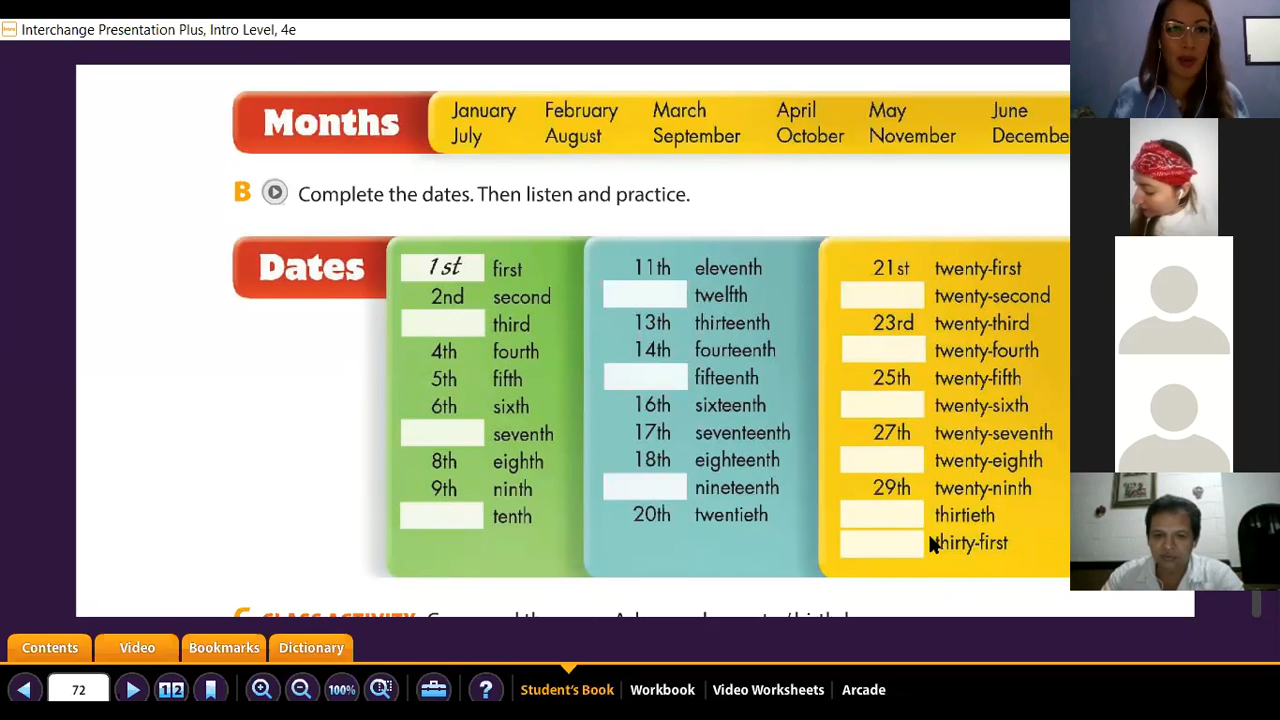 Interchange Presentation Plus, Intro Level, 4e
Months
January February March April May June
July August September October November Decembe
B Complete the dates. Then listen and practice.
Dates
1st first
2nd second
third
4th fourth
5th fifth
6th sixth
seventh
8th eighth
9th ninth
tenth
11th eleventh
twelfth
13th thirteenth
14th fourteenth
fifteenth
16th sixteenth
17th seventeenth
18th eighteenth
nineteenth
20th twentieth
21st twenty-first
twenty-second
23rd twenty-third
twenty-fourth
25th twenty-fifth
twenty-sixth
27th twenty-seventh
twenty-eighth
29th twenty-ninth
thirtieth
thirty-first
C CLASS ACTIVITY
Contents Video Bookmarks Dictionary
72 1 2 100% ? Student's Book Workbook Video Worksheets Arcade